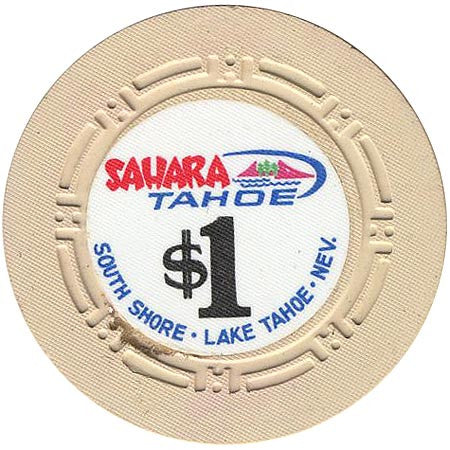 SAHARA
TAHOE
$1
SOUTH SHORE · LAKE TAHOE · NEV.